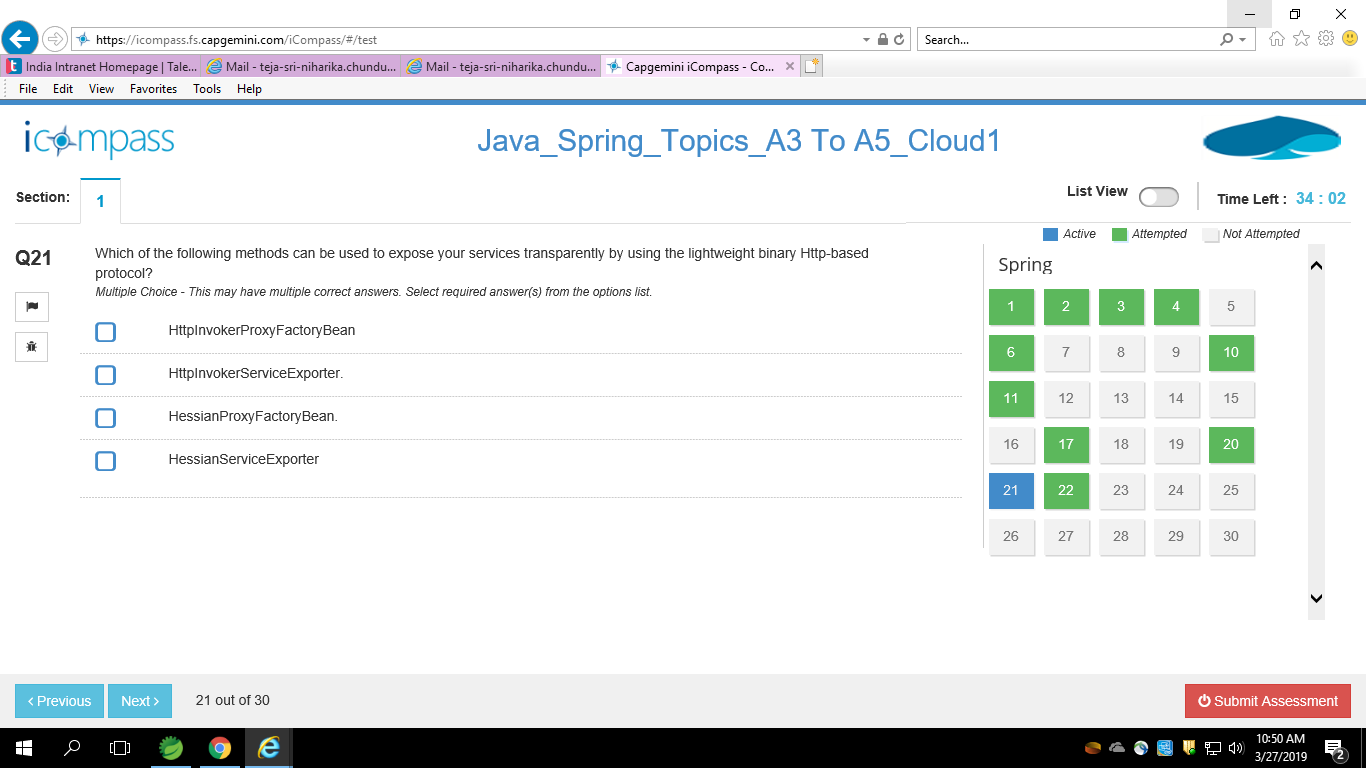 https://icompass.fs.capgemini.com/iCompass/#/test
Search...
India Intranet Homepage | Tale...
Mail - teja-sri-niharika.chundu...
Mail - teja-sri-niharika.chundu...
Capgemini iCompass - Co...
File Edit View Favorites Tools Help
icompass
Java_Spring_Topics_A3 To A5_Cloud1
Section: 1
List View
Time Left : 34 : 02
Active Attempted Not Attempted
Q21
Which of the following methods can be used to expose your services transparently by using the lightweight binary Http-based
protocol?
Multiple Choice - This may have multiple correct answers. Select required answer(s) from the options list.
HttpInvokerProxyFactoryBean
HttpInvokerServiceExporter.
HessianProxyFactoryBean.
HessianServiceExporter
Spring
1 2 3 4 5
6 7 8 9 10
11 12 13 14 15
16 17 18 19 20
21 22 23 24 25
26 27 28 29 30
‹ Previous
Next ›
21 out of 30
Submit Assessment
10:50 AM
3/27/2019
2